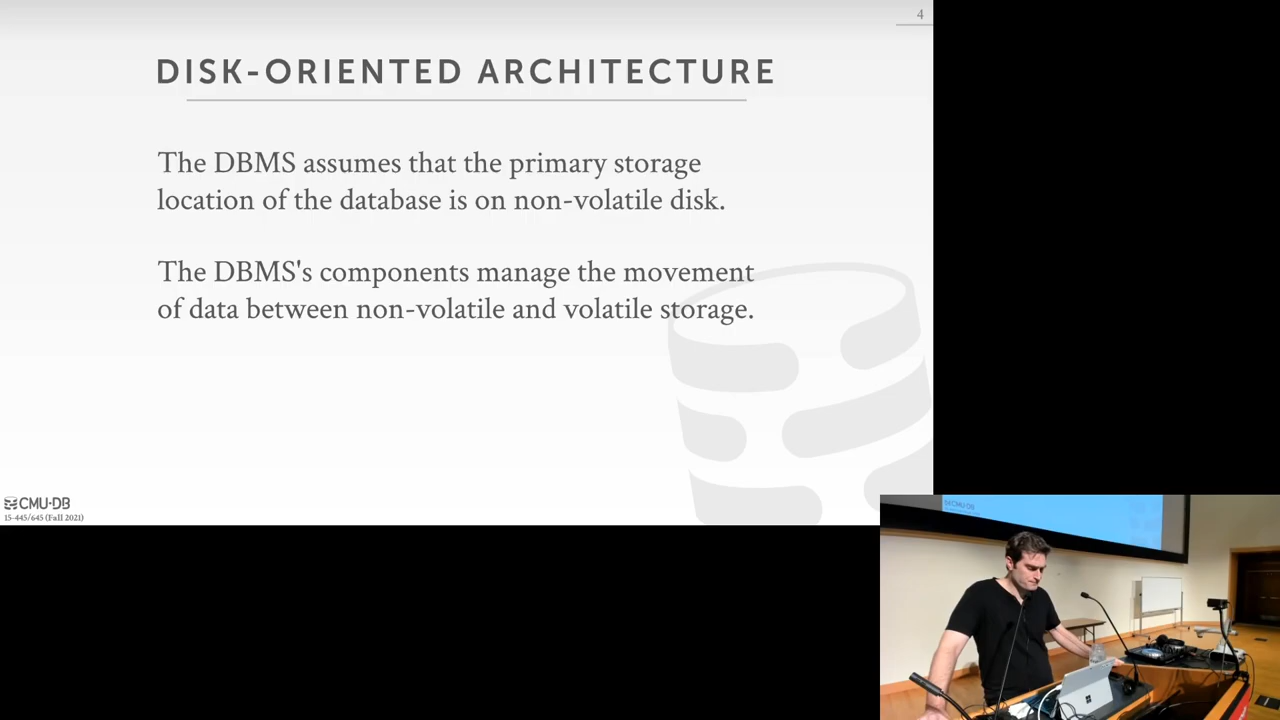 4
DISK-ORIENTED ARCHITECTURE
The DBMS assumes that the primary storage
location of the database is on non-volatile disk.
The DBMS's components manage the movement
of data between non-volatile and volatile storage.
CMU·DB
15-445/645 (Fall 2021)